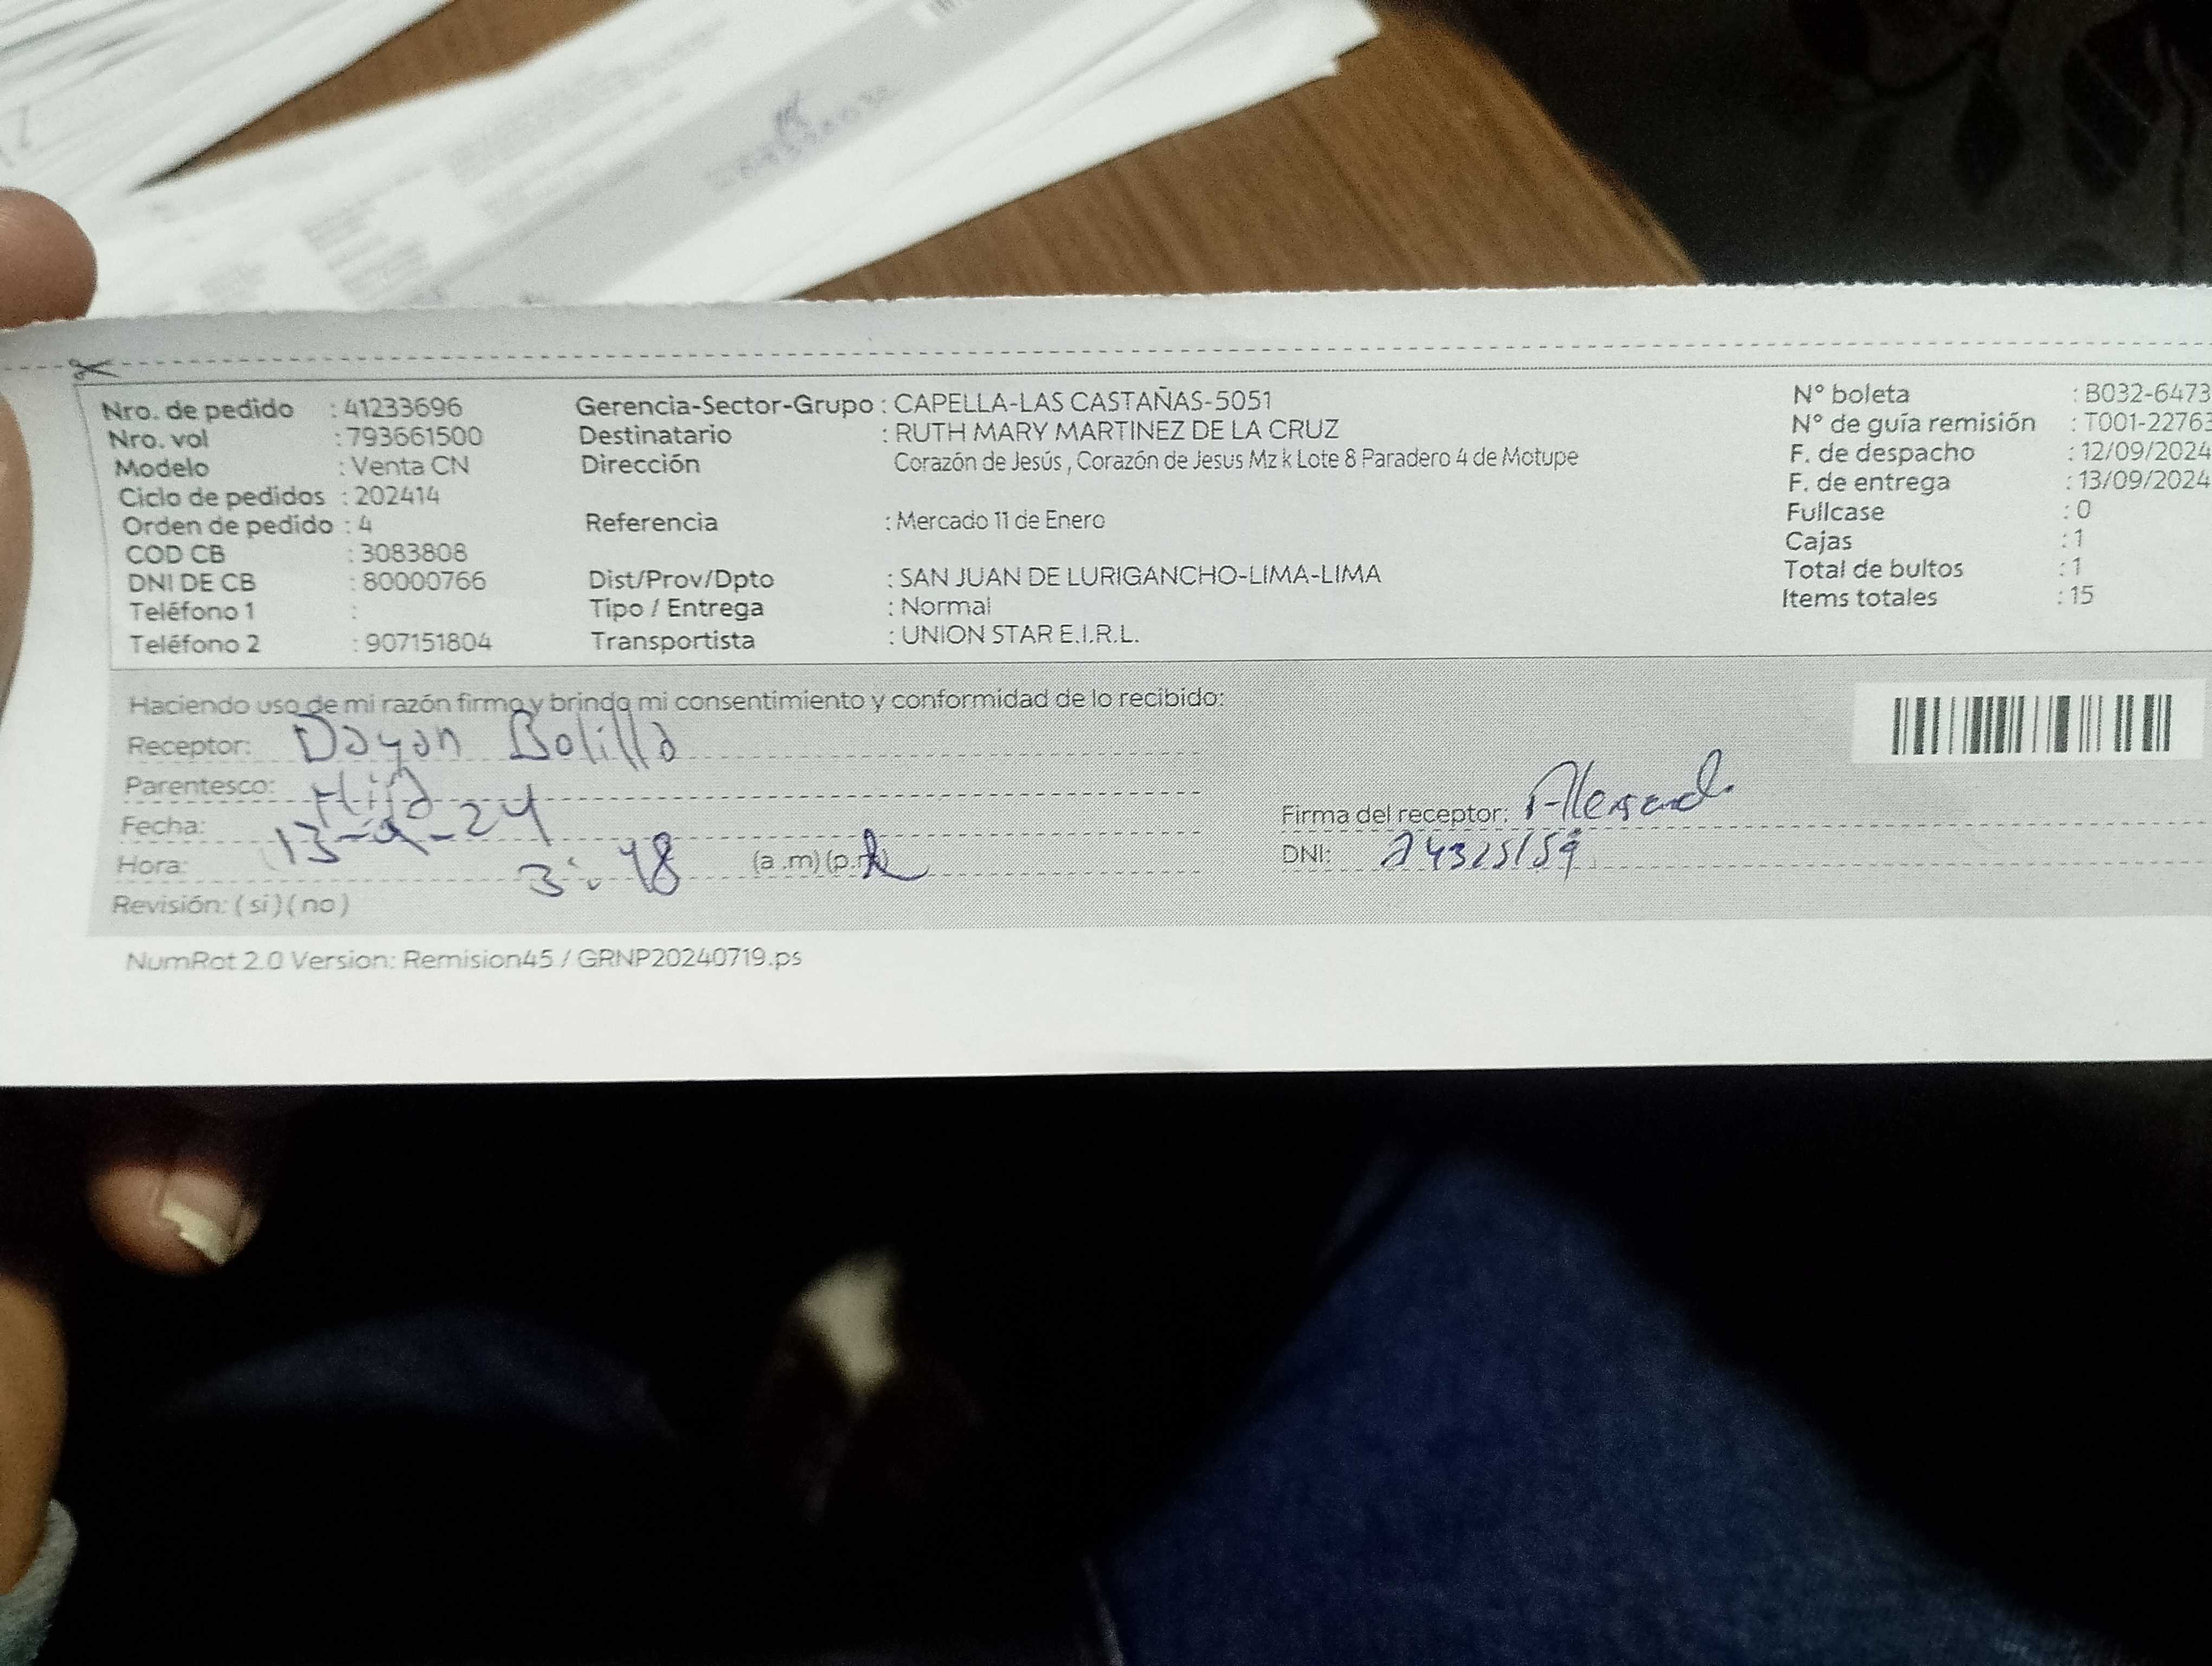 Nro. de pedido : 41233696
Nro. vol : 793661500
Modelo : Venta CN
Ciclo de pedidos : 202414
Orden de pedido : 4
COD CB : 3083808
DNI DE CB : 80000766
Teléfono 1 :
Teléfono 2 : 907151804
Gerencia-Sector-Grupo : CAPELLA-LAS CASTAÑAS-5051
Destinatario : RUTH MARY MARTINEZ DE LA CRUZ
Dirección Corazón de Jesús , Corazón de Jesus Mz k Lote 8 Paradero 4 de Motupe
Referencia : Mercado 11 de Enero
Dist/Prov/Dpto : SAN JUAN DE LURIGANCHO-LIMA-LIMA
Tipo / Entrega : Normal
Transportista : UNION STAR E.I.R.L.
N° boleta : B032-6473
N° de guía remisión : T001-22763
F. de despacho : 12/09/2024
F. de entrega : 13/09/2024
Fullcase : 0
Cajas : 1
Total de bultos : 1
Items totales : 15
Haciendo uso de mi razón firmo y brindo mi consentimiento y conformidad de lo recibido:
Receptor: Dayan Bolilla
Parentesco: Hija
Fecha: 13-9-24
Hora: 3:48 (a.m)(p.m)
Revisión: ( si ) ( no )
Firma del receptor:
DNI:
NumRot 2.0 Version: Remision45 / GRNP20240719.ps